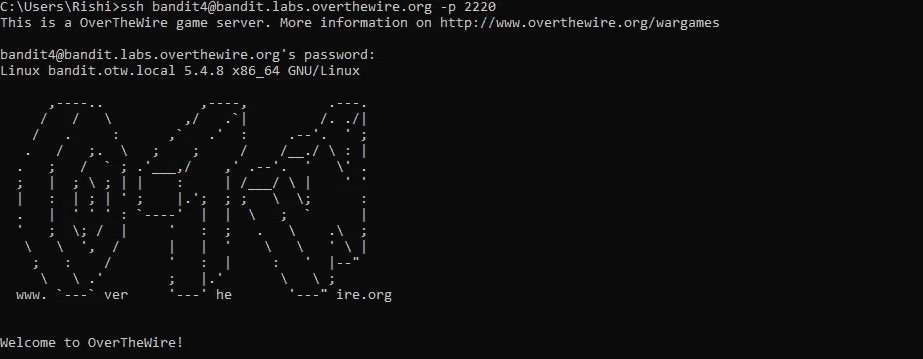 C:\Users\Rishi>ssh bandit4@bandit.labs.overthewire.org -p 2220
This is a OverTheWire game server. More information on http://www.overthewire.org/wargames
bandit4@bandit.labs.overthewire.org's password:
Linux bandit.otw.local 5.4.8 x86_64 GNU/Linux
www. `---` ver '---' he '---" ire.org
Welcome to OverTheWire!